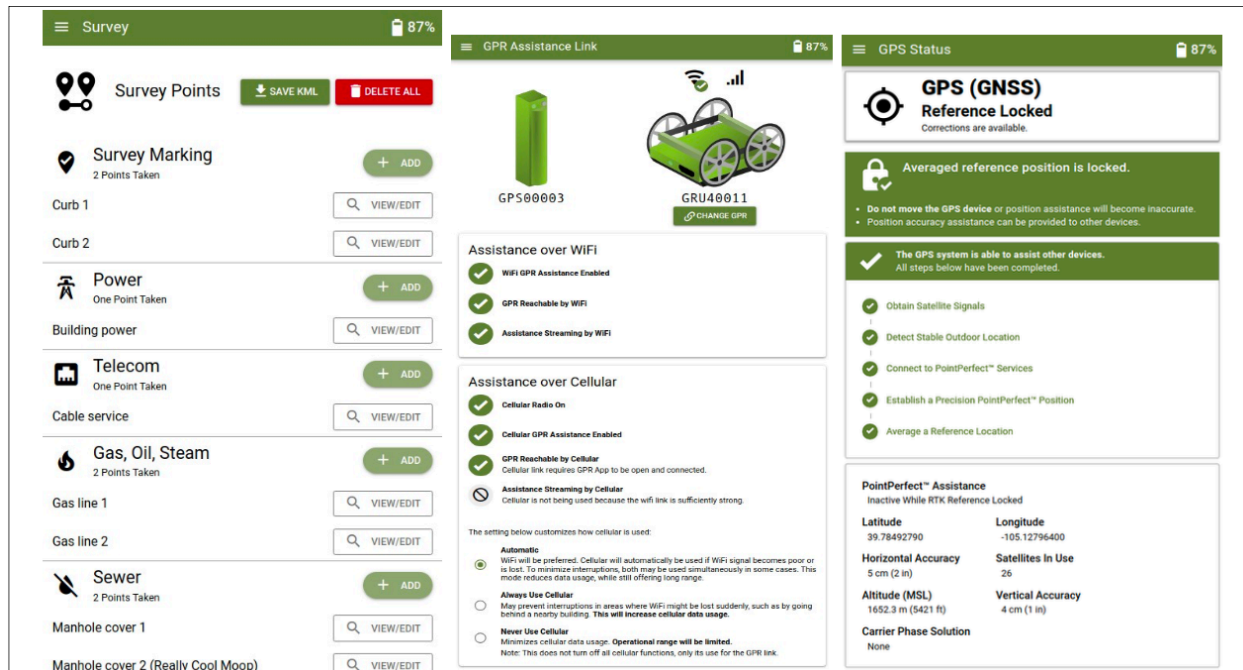 Survey
87%
Survey Points
SAVE KML
DELETE ALL
Survey Marking
2 Points Taken
+ ADD
Curb 1
VIEW/EDIT
Curb 2
VIEW/EDIT
Power
One Point Taken
+ ADD
Building power
VIEW/EDIT
Telecom
One Point Taken
+ ADD
Cable service
VIEW/EDIT
Gas, Oil, Steam
2 Points Taken
+ ADD
Gas line 1
VIEW/EDIT
Gas line 2
VIEW/EDIT
Sewer
2 Points Taken
+ ADD
Manhole cover 1
VIEW/EDIT
Manhole cover 2 (Really Cool Moop)
VIEW/EDIT
GPR Assistance Link
87%
GPS00003
GRU40011
CHANGE GPR
Assistance over WiFi
WiFi GPR Assistance Enabled
GPR Reachable by WiFi
Assistance Streaming by WiFi
Assistance over Cellular
Cellular Radio On
Cellular GPR Assistance Enabled
GPR Reachable by Cellular
Cellular link requires GPR App to be open and connected.
Assistance Streaming by Cellular
Cellular is not being used because the wifi link is sufficiently strong.
The setting below customizes how cellular is used:
Automatic
WiFi will be preferred. Cellular will automatically be used if WiFi signal becomes poor or
is lost. To minimize interruptions, both may be used simultaneously in some cases. This
mode reduces data usage, while still offering long range.
Always Use Cellular
May prevent interruptions in areas where WiFi might be lost suddenly, such as by going
behind a nearby building. This will increase cellular data usage.
Never Use Cellular
Minimizes cellular data usage. Operational range will be limited.
Note: This does not turn off all cellular functions, only its use for the GPR link.
GPS Status
87%
GPS (GNSS)
Reference Locked
Corrections are available.
Averaged reference position is locked.
• Do not move the GPS device or position assistance will become inaccurate.
• Position accuracy assistance can be provided to other devices.
The GPS system is able to assist other devices.
All steps below have been completed.
Obtain Satellite Signals
Detect Stable Outdoor Location
Connect to PointPerfect™ Services
Establish a Precision PointPerfect™ Position
Average a Reference Location
PointPerfect™ Assistance
Inactive While RTK Reference Locked
Latitude Longitude
39.78492790 -105.12796400
Horizontal Accuracy Satellites In Use
5 cm (2 in) 26
Altitude (MSL) Vertical Accuracy
1652.3 m (5421 ft) 4 cm (1 in)
Carrier Phase Solution
None